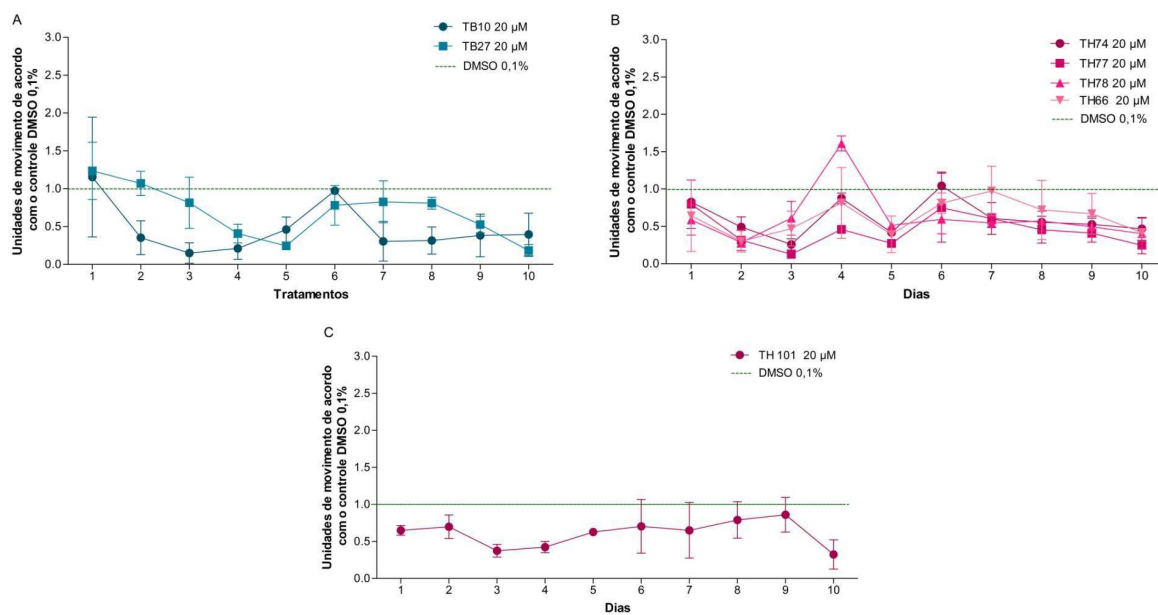 A
TB10 20 µM
TB27 20 µM
DMSO 0,1%
Unidades de movimento de acordo
com o controle DMSO 0,1%
3.0
2.5
2.0
1.5
1.0
0.5
0.0
1 2 3 4 5 6 7 8 9 10
Tratamentos
B
TH74 20 µM
TH77 20 µM
TH78 20 µM
TH66 20 µM
DMSO 0,1%
Unidades de movimento de acordo
com o controle DMSO 0,1%
3.0
2.5
2.0
1.5
1.0
0.5
0.0
1 2 3 4 5 6 7 8 9 10
Dias
C
TH 101 20 µM
DMSO 0,1%
Unidades de movimento de acordo
com o controle DMSO 0,1%
3.0
2.5
2.0
1.5
1.0
0.5
0.0
1 2 3 4 5 6 7 8 9 10
Dias